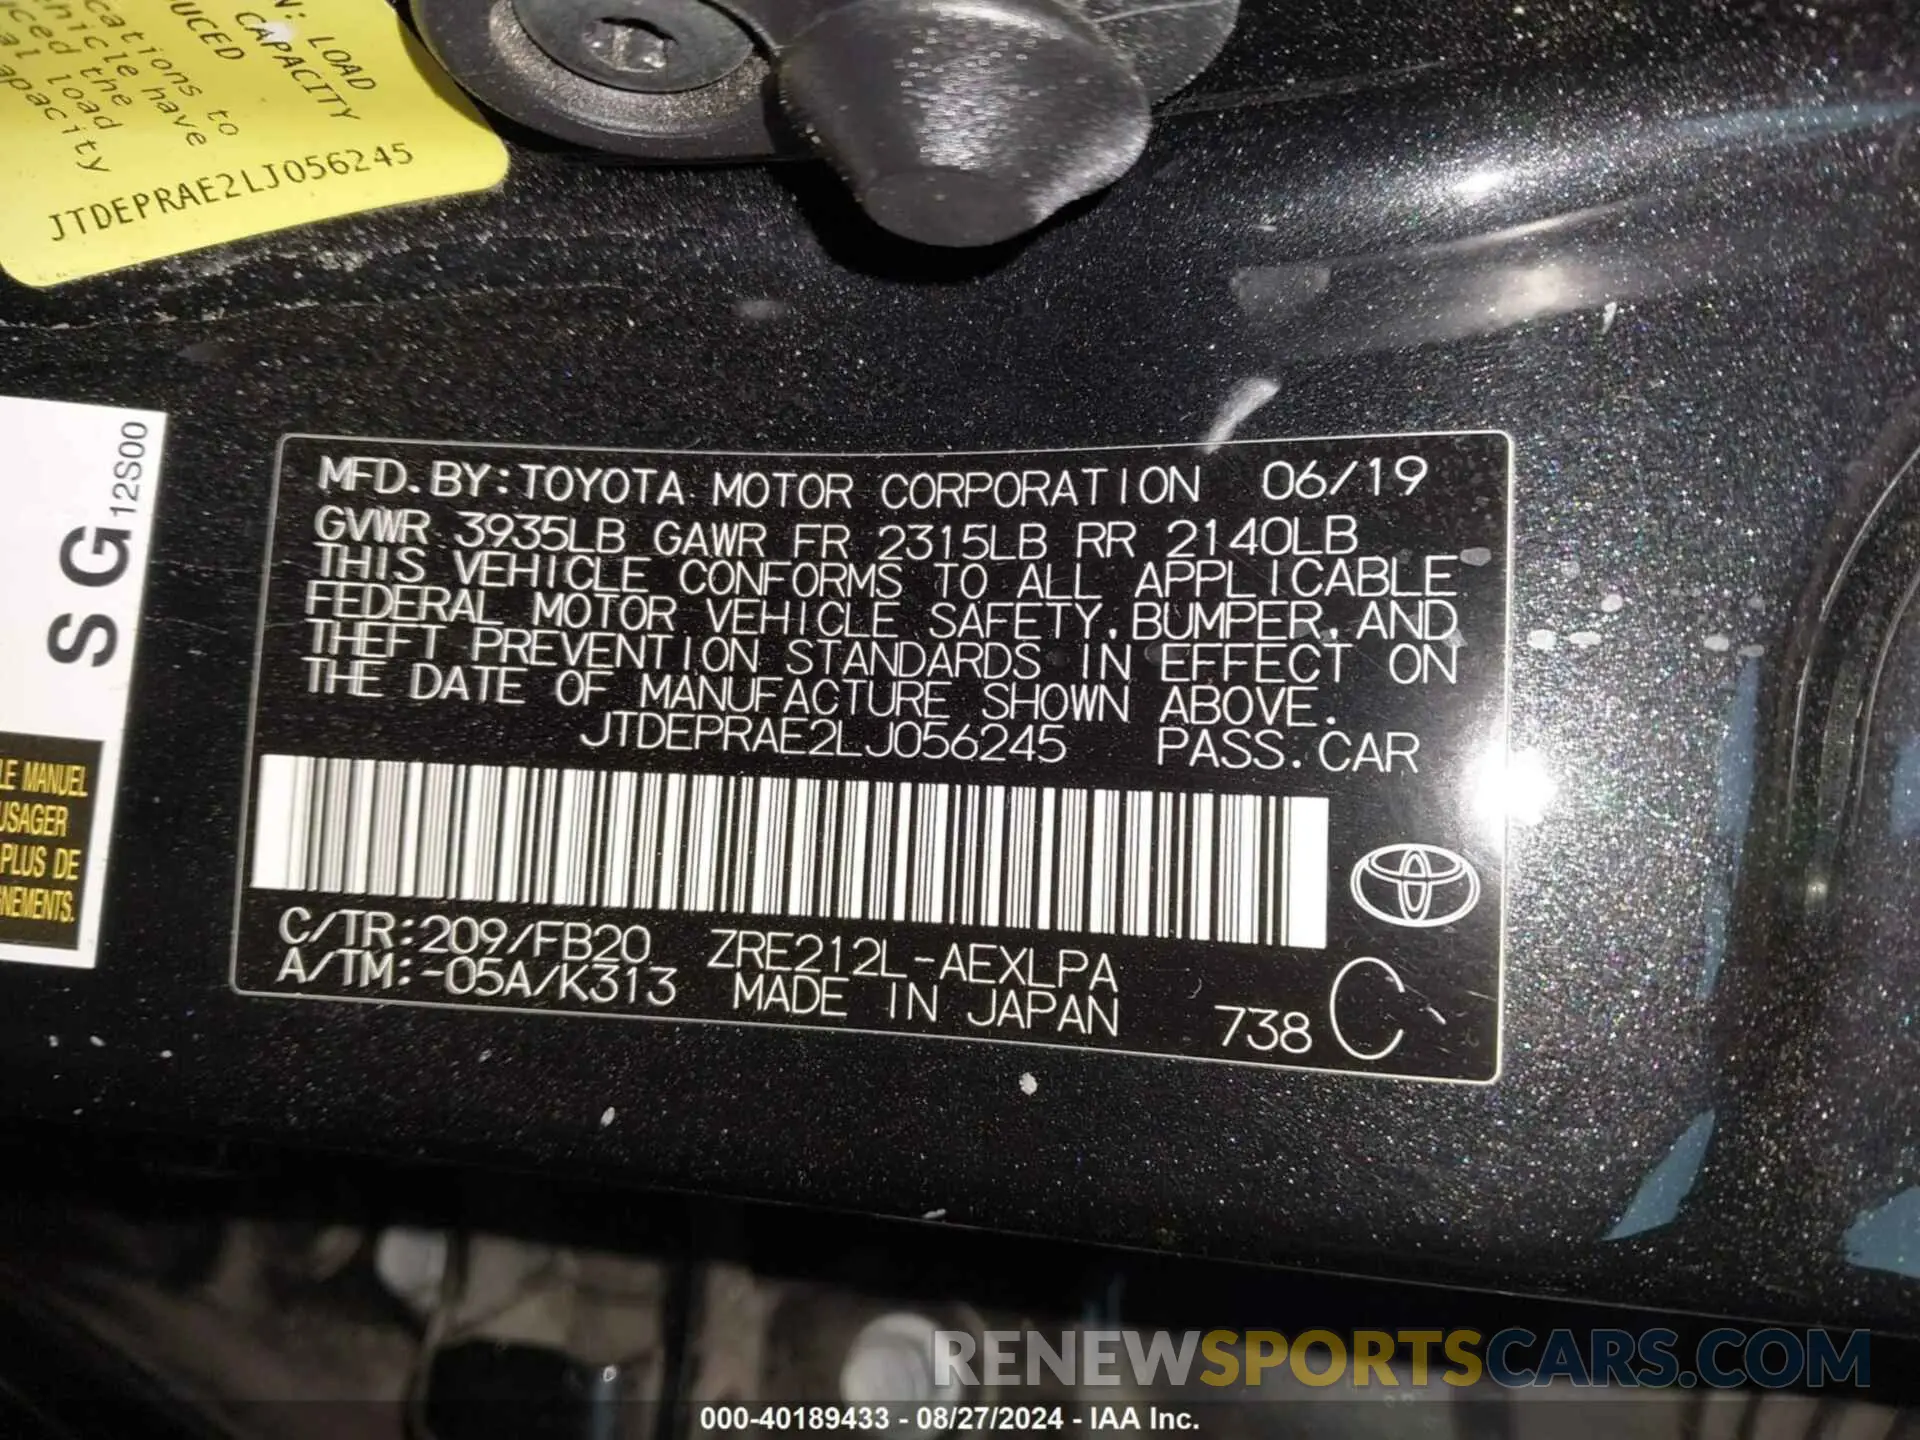 N: LOAD
UCED CAPACITY
cations to
hicle have
ced the
al load
apacity
JTDEPRAE2LJ056245
SG
12S00
LE MANUEL
USAGER
PLUS DE
GNEMENTS.
MFD. BY: TOYOTA MOTOR CORPORATION 06/19
GVWR 3935LB GAWR FR 2315LB RR 2140LB
THIS VEHICLE CONFORMS TO ALL APPLICABLE
FEDERAL MOTOR VEHICLE SAFETY, BUMPER, AND
THEFT PREVENTION STANDARDS IN EFFECT ON
THE DATE OF MANUFACTURE SHOWN ABOVE.
JTDEPRAE2LJ056245 PASS. CAR
C/TR: 209/FB20 ZRE212L-AEXLPA
A/TM: -05A/K313 MADE IN JAPAN 738 C
RENEWSPORTSCARS.COM
000-40189433 - 08/27/2024 - IAA Inc.